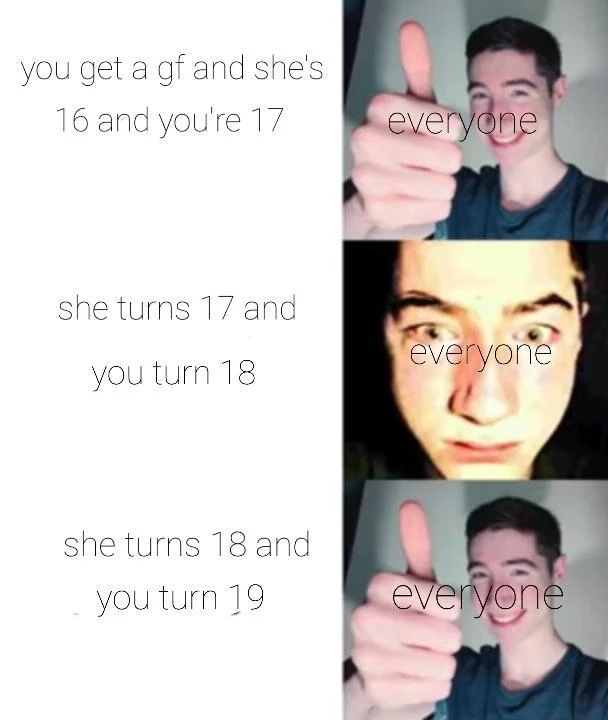 you get a gf and she's
16 and you're 17
everyone
she turns 17 and
you turn 18
everyone
she turns 18 and
you turn 19
everyone